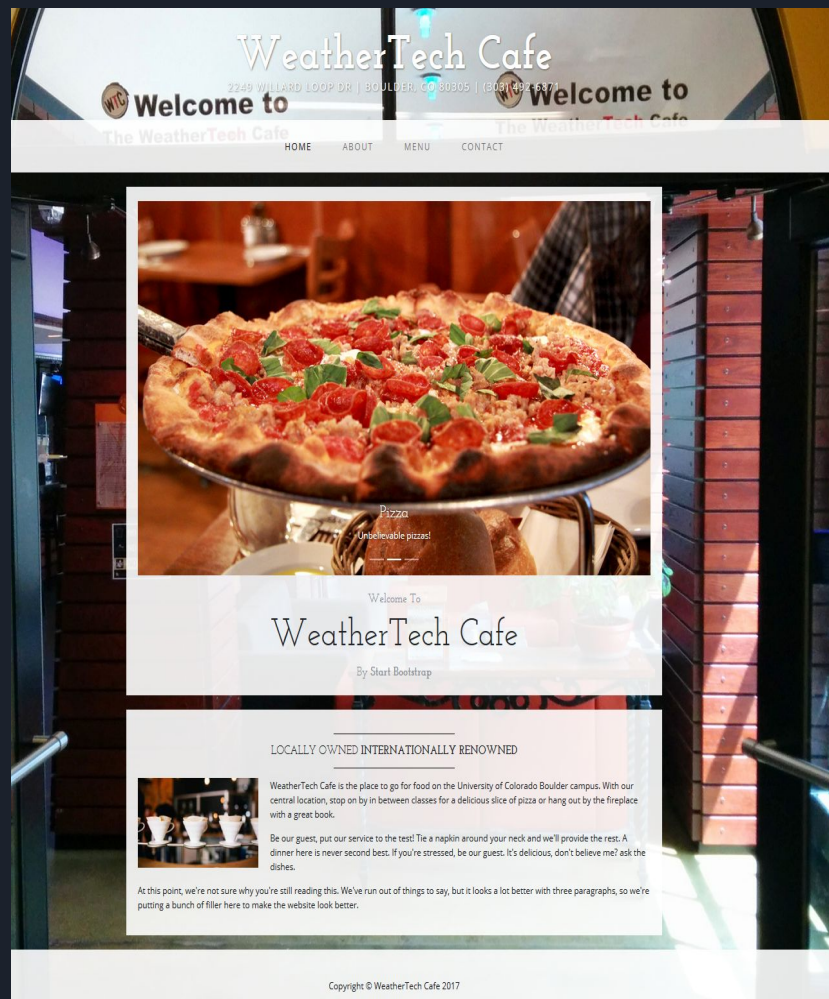 WeatherTech Cafe
2249 WILLARD LOOP DR | BOULDER, CO 80305 | (303) 492-6871
WTC Welcome to
The WeatherTech Cafe
WTC Welcome to
The WeatherTech Cafe
HOME ABOUT MENU CONTACT
Pizza
Unbelievable pizzas!
Welcome To
WeatherTech Cafe
By Start Bootstrap
LOCALLY OWNED INTERNATIONALLY RENOWNED
WeatherTech Cafe is the place to go for food on the University of Colorado Boulder campus. With our
central location, stop on by in between classes for a delicious slice of pizza or hang out by the fireplace
with a great book.
Be our guest, put our service to the test! Tie a napkin around your neck and we'll provide the rest. A
dinner here is never second best. If you're stressed, be our guest. It's delicious, don't believe me? ask the
dishes.
At this point, we're not sure why you're still reading this. We've run out of things to say, but it looks a lot better with three paragraphs, so we're
putting a bunch of filler here to make the website look better.
Copyright © WeatherTech Cafe 2017